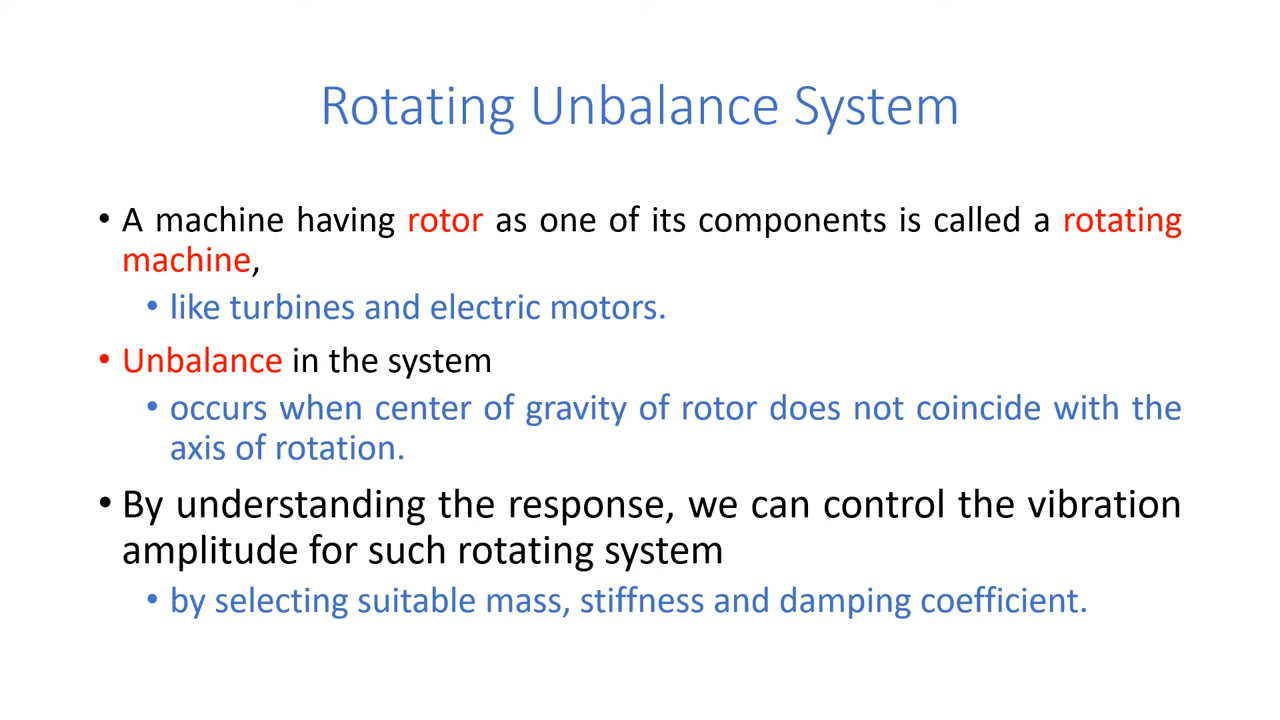 Rotating Unbalance System
• A machine having rotor as one of its components is called a rotating
machine,
• like turbines and electric motors.
• Unbalance in the system
• occurs when center of gravity of rotor does not coincide with the
axis of rotation.
• By understanding the response, we can control the vibration
amplitude for such rotating system
• by selecting suitable mass, stiffness and damping coefficient.